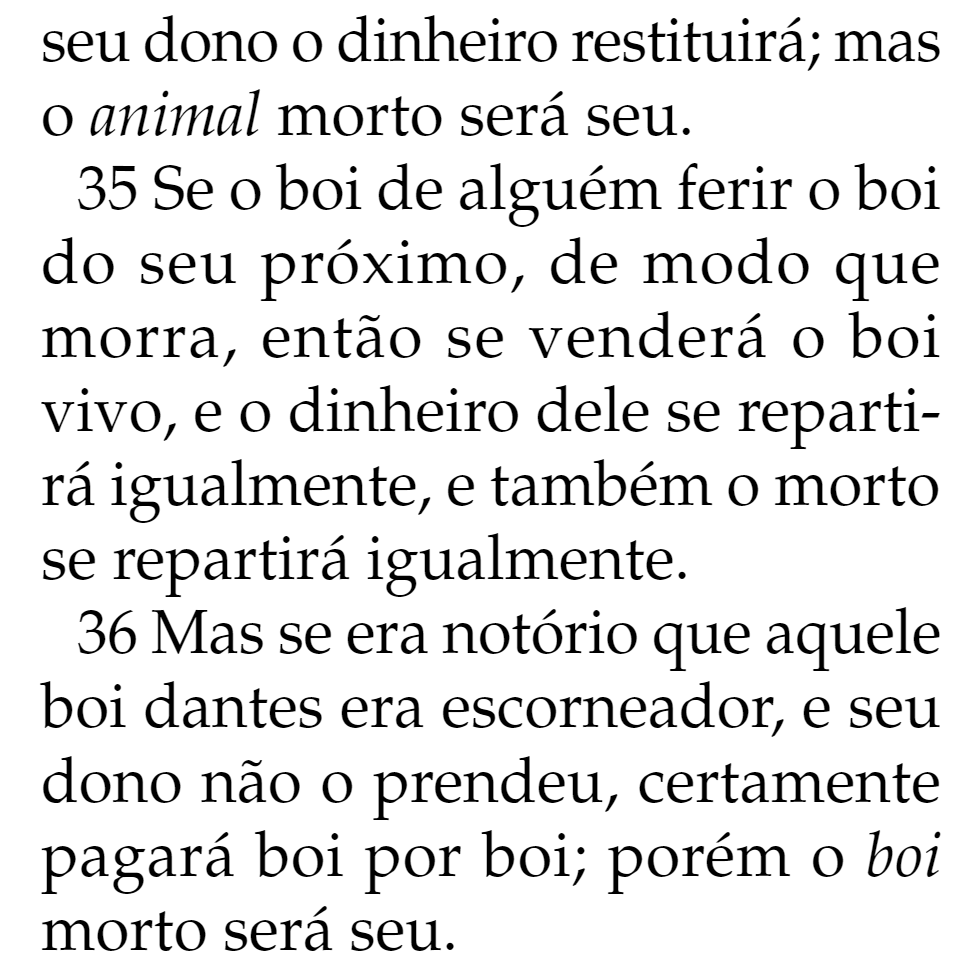 seu dono o dinheiro restituirá; mas
o animal morto será seu.
35 Se o boi de alguém ferir o boi
do seu próximo, de modo que
morra, então se venderá o boi
vivo, e o dinheiro dele se reparti-
rá igualmente, e também o morto
se repartirá igualmente.
36 Mas se era notório que aquele
boi dantes era escorneador, e seu
dono não o prendeu, certamente
pagará boi por boi; porém o boi
morto será seu.